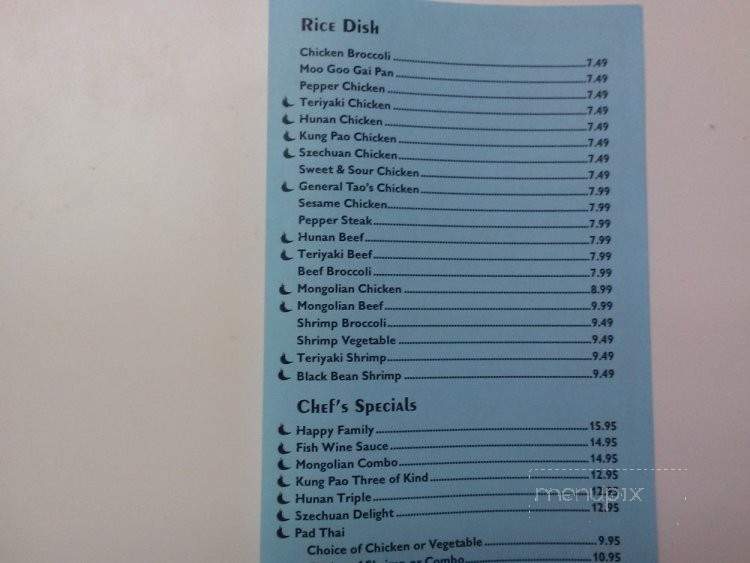 Rice Dish
Chicken Broccoli 7.49
Moo Goo Gai Pan 7.49
Pepper Chicken 7.49
Teriyaki Chicken 7.49
Hunan Chicken 7.49
Kung Pao Chicken 7.49
Szechuan Chicken 7.49
Sweet & Sour Chicken 7.49
General Tao's Chicken 7.99
Sesame Chicken 7.99
Pepper Steak 7.99
Hunan Beef 7.99
Teriyaki Beef 7.99
Beef Broccoli 7.99
Mongolian Chicken 8.99
Mongolian Beef 9.99
Shrimp Broccoli 9.49
Shrimp Vegetable 9.49
Teriyaki Shrimp 9.49
Black Bean Shrimp 9.49
Chef's Specials
Happy Family 15.95
Fish Wine Sauce 14.95
Mongolian Combo 14.95
Kung Pao Three of Kind 12.95
Hunan Triple 12.95
Szechuan Delight 12.95
menupix
Pad Thai
Choice of Chicken or Vegetable 9.95
Shrimp or Combo 10.95